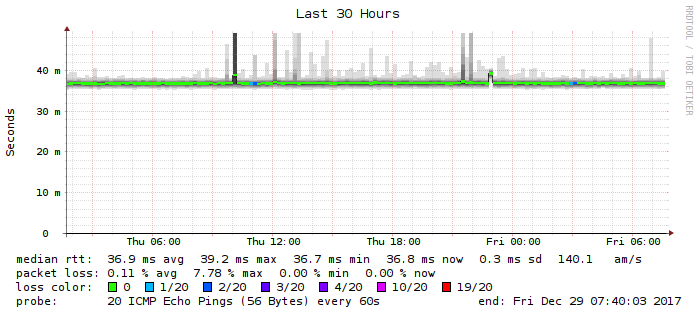 Last 30 Hours
RRDTOOL / TOBI OETIKER
Seconds
40 m
30 m
20 m
10 m
0
Thu 06:00 Thu 12:00 Thu 18:00 Fri 00:00 Fri 06:00
median rtt: 36.9 ms avg 39.2 ms max 36.7 ms min 36.8 ms now 0.3 ms sd 140.1 am/s
packet loss: 0.11 % avg 7.78 % max 0.00 % min 0.00 % now
loss color: 0 1/20 2/20 3/20 4/20 10/20 19/20
probe: 20 ICMP Echo Pings (56 Bytes) every 60s end: Fri Dec 29 07:40:03 2017